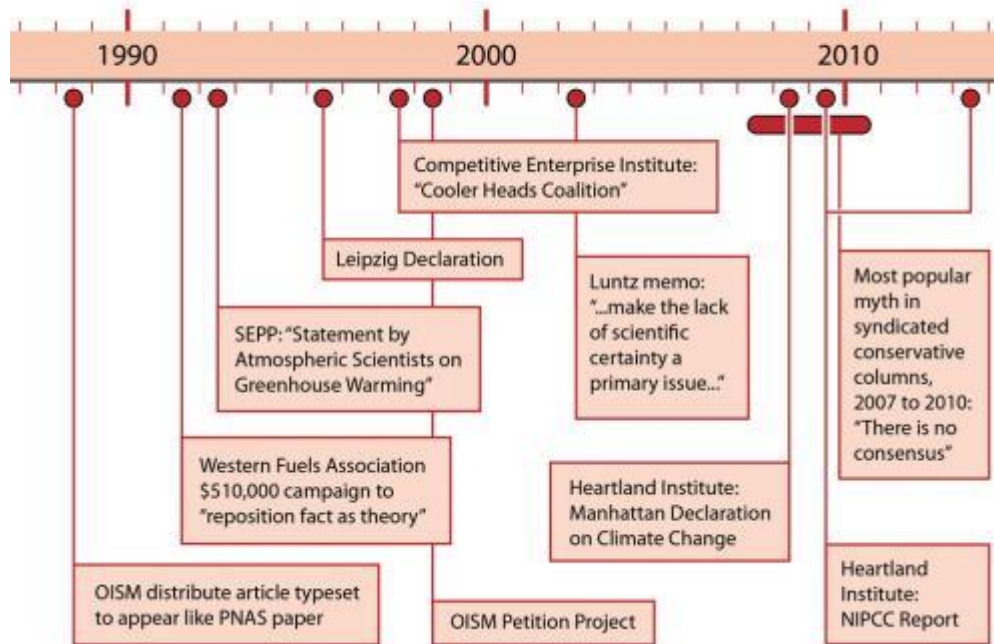 1990
2000
2010
Competitive Enterprise Institute:
“Cooler Heads Coalition”
Leipzig Declaration
Luntz memo:
“...make the lack
of scientific
certainty a
primary issue...”
Most popular
myth in
syndicated
conservative
columns,
2007 to 2010:
“There is no
consensus”
SEPP: “Statement by
Atmospheric Scientists on
Greenhouse Warming”
Western Fuels Association
$510,000 campaign to
“reposition fact as theory”
Heartland Institute:
Manhattan Declaration
on Climate Change
OISM distribute article typeset
to appear like PNAS paper
OISM Petition Project
Heartland
Institute:
NIPCC Report